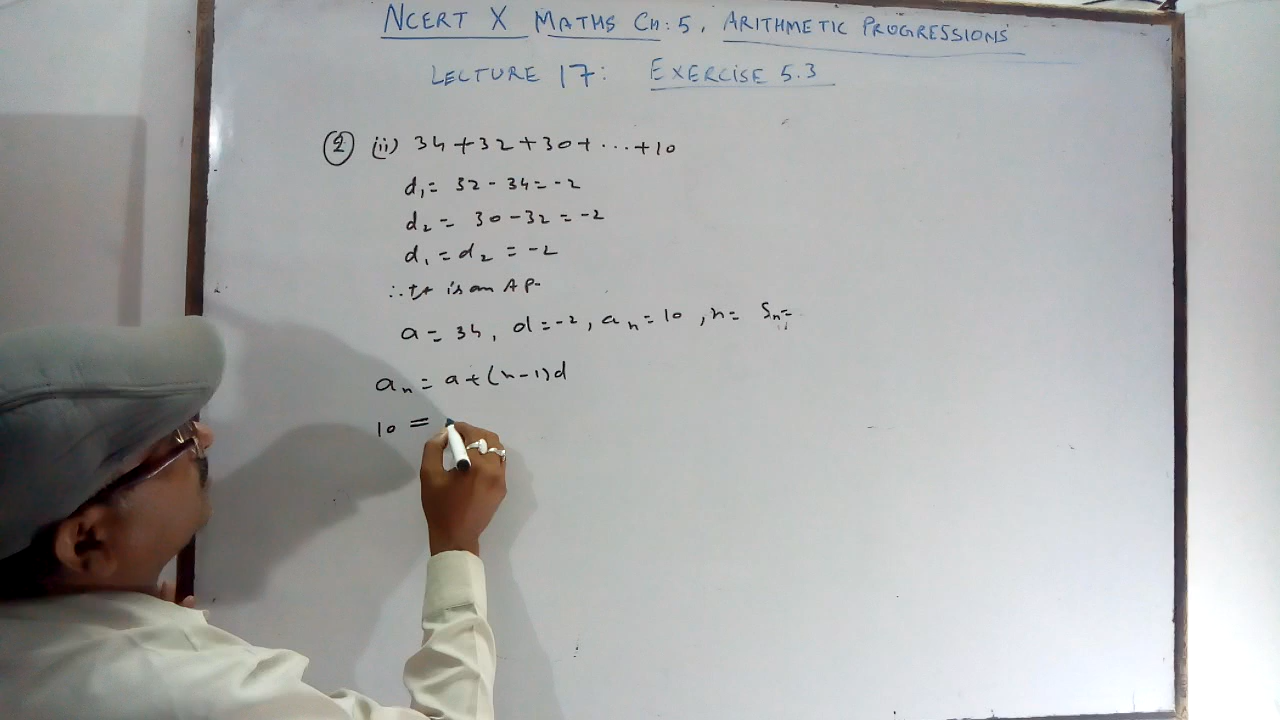 NCERT X MATHS CH: 5, ARITHMETIC PROGRESSIONS
LECTURE 17: EXERCISE 5.3
② (ii) 34+32+30+...+10
d₁= 32-34=-2
d₂= 30-32=-2
d₁=d₂=-2
∴ It is an AP.
a=34, d=-2, aₙ=10, n= Sₙ=
aₙ=a+(n-1)d
10 =